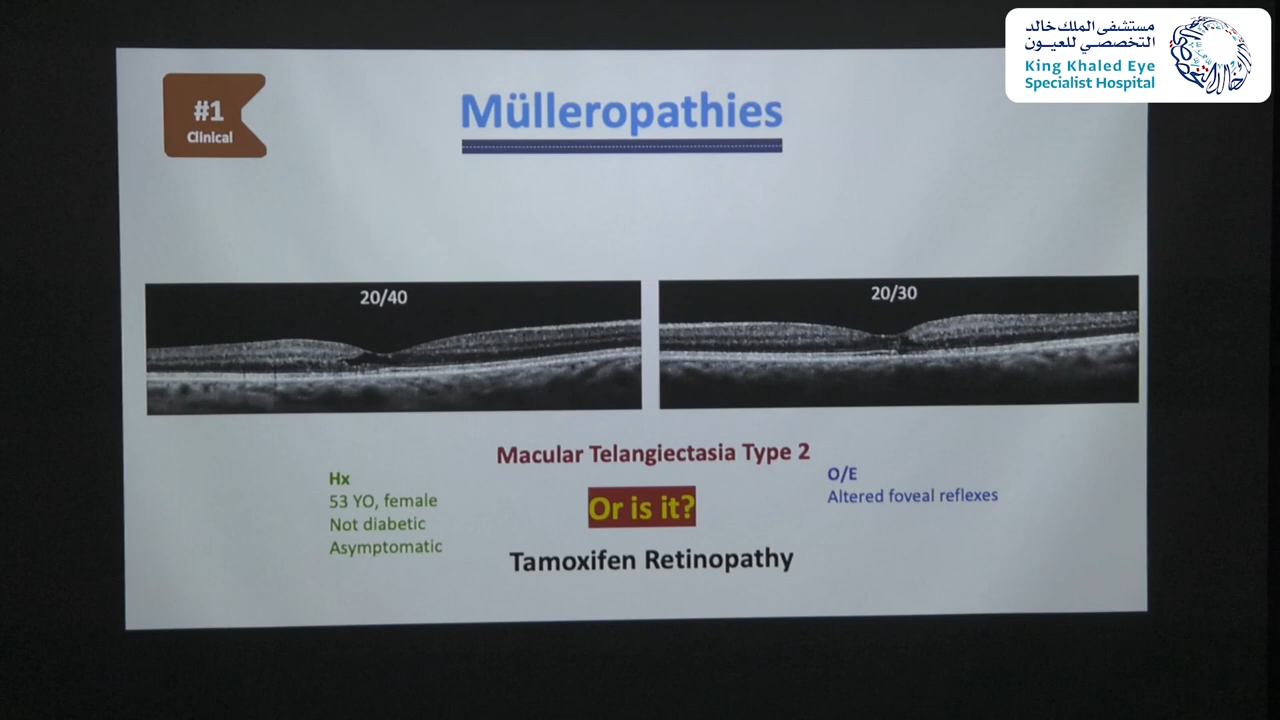 مستشفى الملك خالد
التخصصي للعيـــون
King Khaled Eye
Specialist Hospital
#1
Clinical
Mülleropathies
20/40
20/30
Macular Telangiectasia Type 2
Hx
53 YO, female
Not diabetic
Asymptomatic
Or is it?
Tamoxifen Retinopathy
O/E
Altered foveal reflexes